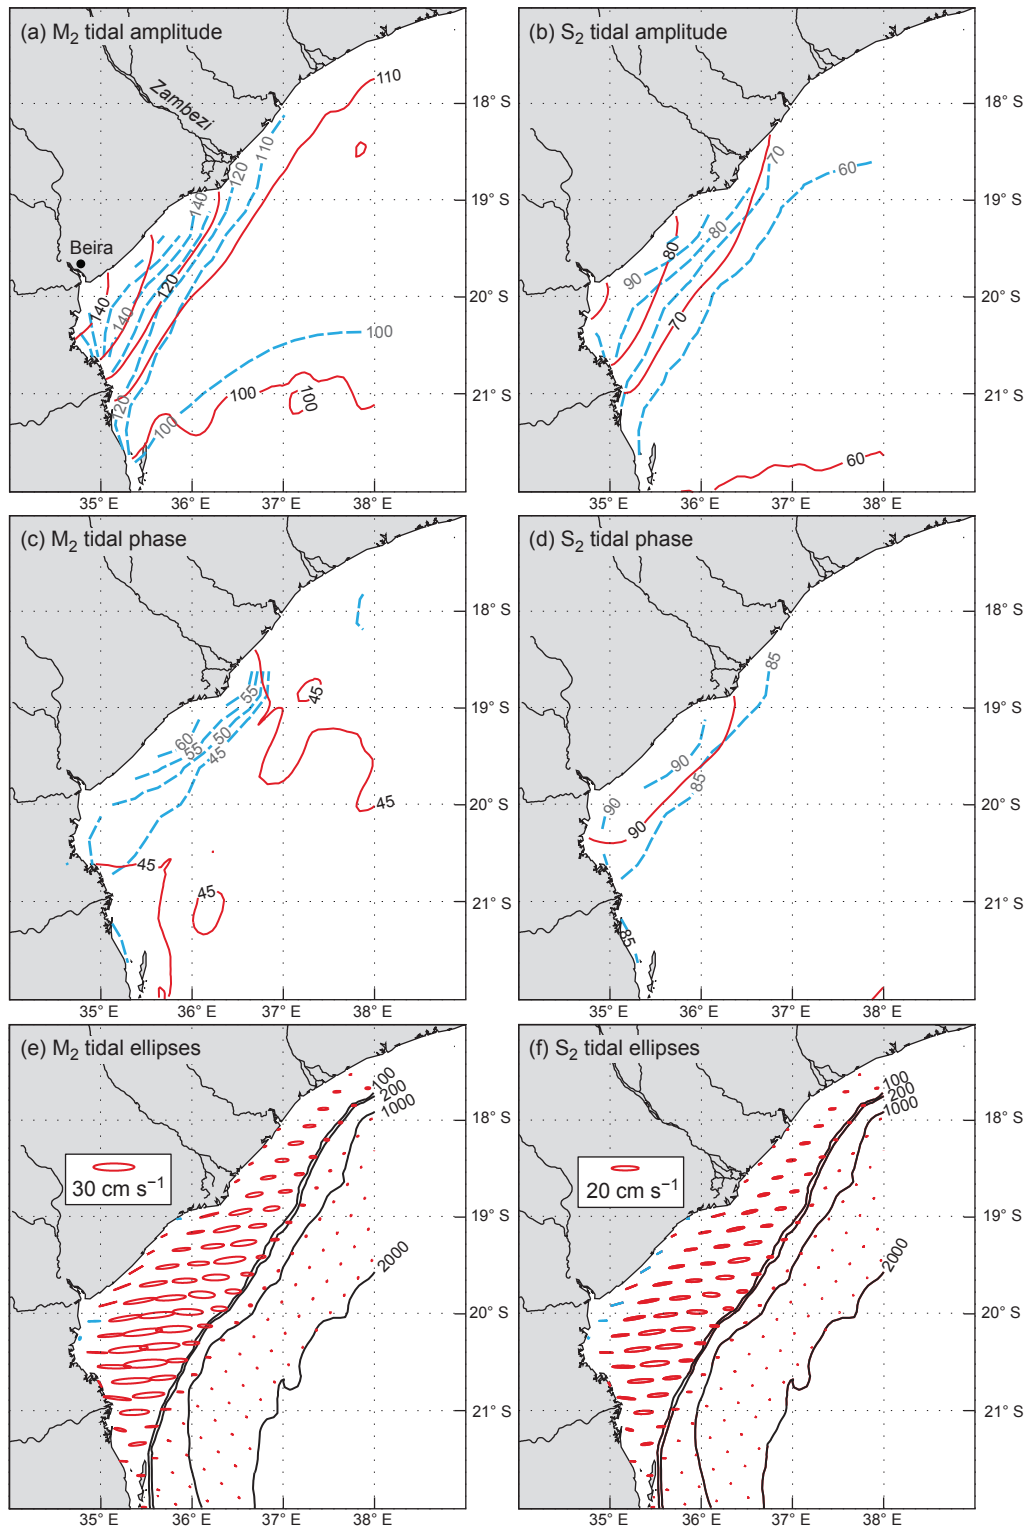 (a) M₂ tidal amplitude
110
18° S
Zambezi
110
120
140
19° S
Beira
120
140
140
20° S
100
100
100
21° S
120
100
35° E
36° E
37° E
38° E
(b) S₂ tidal amplitude
18° S
70
60
80
80
19° S
90
20° S
70
21° S
60
35° E
36° E
37° E
38° E
(c) M₂ tidal phase
18° S
55
45
19° S
60
55
50
45
45
20° S
45
45
21° S
35° E
36° E
37° E
38° E
(d) S₂ tidal phase
18° S
85
19° S
90
85
90
90
20° S
85
21° S
35° E
36° E
37° E
38° E
(e) M₂ tidal ellipses
100
200
1000
18° S
30 cm s⁻¹
19° S
2000
20° S
21° S
35° E
36° E
37° E
38° E
(f) S₂ tidal ellipses
100
200
1000
18° S
20 cm s⁻¹
19° S
2000
20° S
21° S
35° E
36° E
37° E
38° E